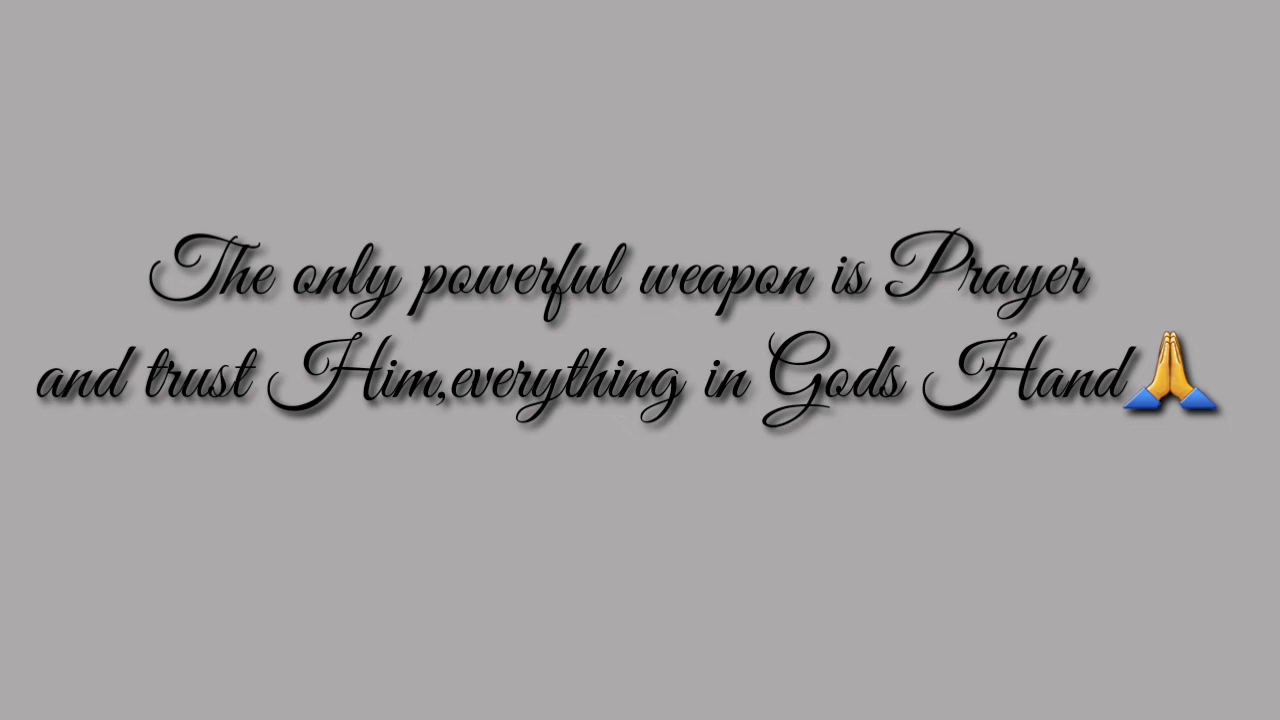 The only powerful weapon is Prayer
and trust Him,everything in Gods Hand🙏